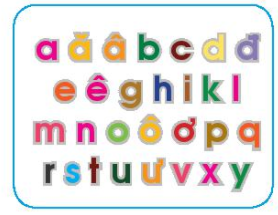 a ă â b c d đ
e ê g h i k l
m n o ô ơ p q
r s t u ư v x y